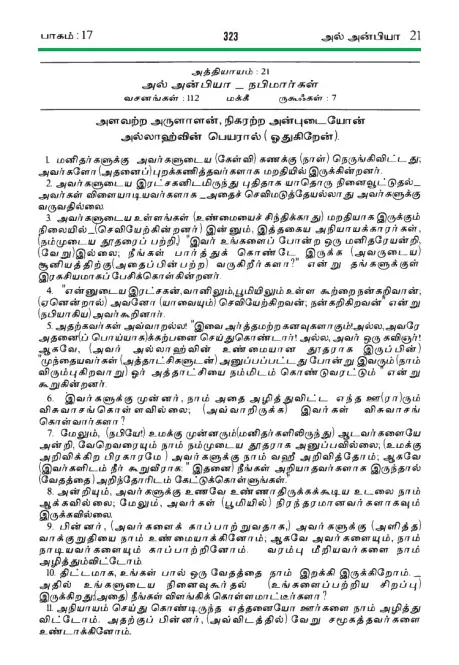 பாகம் : 17 323 அல் அன்பியா 21
அத்தியாயம் : 21
அல் அன்பியா _ நபிமார்கள்
வசனங்கள் : 112 மக்கீ ருகூஃகள் : 7
அளவற்ற அருளாளன், நிகரற்ற அன்புடையோன்
அல்லாஹ்வின் பெயரால் ( ஓதுகிறேன்).
1. மனிதர்களுக்கு அவர்களுடைய (கேள்வி) கணக்கு (நாள்) நெருங்கிவிட்டது;
அவர்களோ (அதனைப்) புறக்கணித்தவர்களாக மறதியில் இருக்கின்றனர்.
2. அவர்களுடைய இரட்சகனிடமிருந்து புதிதாக யாதொரு நினைவூட்டுதல்_
அவர்கள் விளையாடியவர்களாக _அதைச் செவிமடுத்தேயல்லாது அவர்களுக்கு
வருவதில்லை.
3. அவர்களுடைய உள்ளங்கள் (உண்மையைச் சிந்திக்காது) மறதியாக இருக்கும்
நிலையில்_(செவியேற்கின்றனர்) இன்னும், இத்தகைய அநியாயக்காரர்கள்,
(நம்முடைய தூதரைப் பற்றி,) "இவர் உங்களைப் போன்ற ஒரு மனிதரேயன்றி,
(வேறு)இல்லை; நீங்கள் பார்த்துக் கொண்டே இருக்க (அவருடைய)
சூனியத்திற்கு(அதைப்பின்பற்றி) வருகிறீர்களா?" என்று தங்களுக்குள்
இரகசியமாகப்பேசிக்கொள்கின்றனர்.
4. "என்னுடைய இரட்சகன்,வானிலும்,பூமியிலும் உள்ள கூற்றை நன்கறிவான்;
(ஏனென்றால்) அவனோ (யாவையும்) செவியேற்கிறவன்; நன்கறிகிறவன்" என்று
(நபியாகிய) அவர்கூறினார்.
5. அதற்கவர்கள் அவ்வாறல்ல! "இவை அர்த்தமற்ற கனவுகளாகும்!அல்ல,அவரே
அதனை(ப் பொய்யாக)க்கற்பனை செய்துகொண்டார்! அல்ல, அவர் ஒரு கவிஞர்!
ஆகவே, (அவர் அல்லாஹ்வின் உண்மையான தூதராக இருப்பின்)
முந்தையவர்கள் (அத்தாட்சிகளுடன்) அனுப்பப்பட்டது போன்று இவரும் (நாம்
விரும்புகிறவாறு) ஓர் அத்தாட்சியை நம்மிடம் கொண்டுவரட்டும்" என்று
கூறுகின்றனர்.
6. இவர்களுக்கு முன்னர், நாம் அதை அழித்துவிட்ட எந்த ஊ(ரா)ரும்
விசுவாசங்கொள்ளவில்லை; (அவ்வாறிருக்க) இவர்கள் விசுவாசங்
கொள்வார்களா ?
7. மேலும், (நபியே!) உமக்கு முன்னரும்(மனிதர்களிலிருந்து) ஆடவர்களையே
அன்றி, வேறெவரையும் நாம் நம்முடைய தூதராக அனுப்பவில்லை; (உமக்கு
அறிவிக்கிற பிரகாரமே ) அவர்களுக்கு நாம் வஹீ அறிவித்தோம்; ஆகவே
(இவர்களிடம் நீர் கூறுவீராக: " இதனை) நீங்கள் அறியாதவர்களாக இருந்தால்
(வேதத்தை ) அறிந்தோரிடம் கேட்டுக்கொள்ளுங்கள்."
8. அன்றியும், அவர்களுக்கு உணவே உண்ணாதிருக்கக்கூடிய உடலை நாம்
ஆக்கவில்லை; மேலும், அவர்கள் (பூமியில்) நிரந்தரமானவர்களாகவும்
இருக்கவில்லை.
9. பின்னர், (அவர்களைக் காப்பாற்றுவதாக,) அவர்களுக்கு (அளித்த)
வாக்குறுதியை நாம் உண்மையாக்கினோம்; ஆகவே அவர்களையும், நாம்
நாடியவர்களையும் காப்பாற்றினோம். வரம்பு மீறியவர்களை நாம்
அழித்தும்விட்டோம்.
10. திட்டமாக, உங்கள் பால் ஒரு வேதத்தை நாம் இறக்கி இருக்கிறோம். _
அதில் உங்களுடைய நினைவுகூர்தல் (உங்களைப்பற்றிய சிறப்பு)
இருக்கிறது;(அதை) நீங்கள் விளங்கிக் கொள்ளமாட்டீர்களா ?
11. அநியாயம் செய்து கொண்டிருந்த எத்தனையோ ஊர்களை நாம் அழித்து
விட்டோம். அதற்குப் பின்னர், (அவ்விடத்தில்) வேறு சமூகத்தவர்களை
உண்டாக்கினோம்.